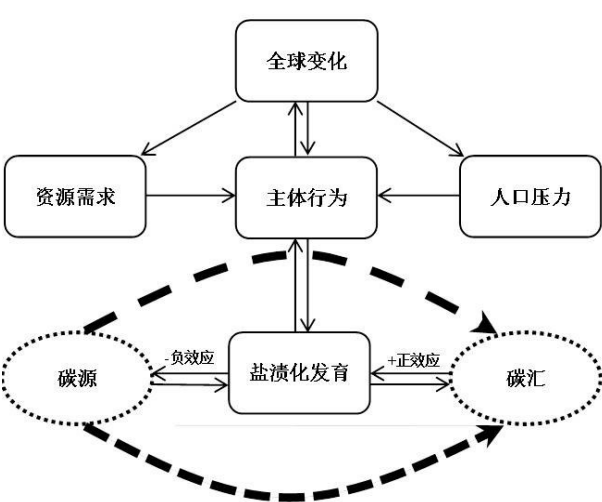 全球变化
资源需求
主体行为
人口压力
-负效应
+正效应
碳源
盐渍化发育
碳汇